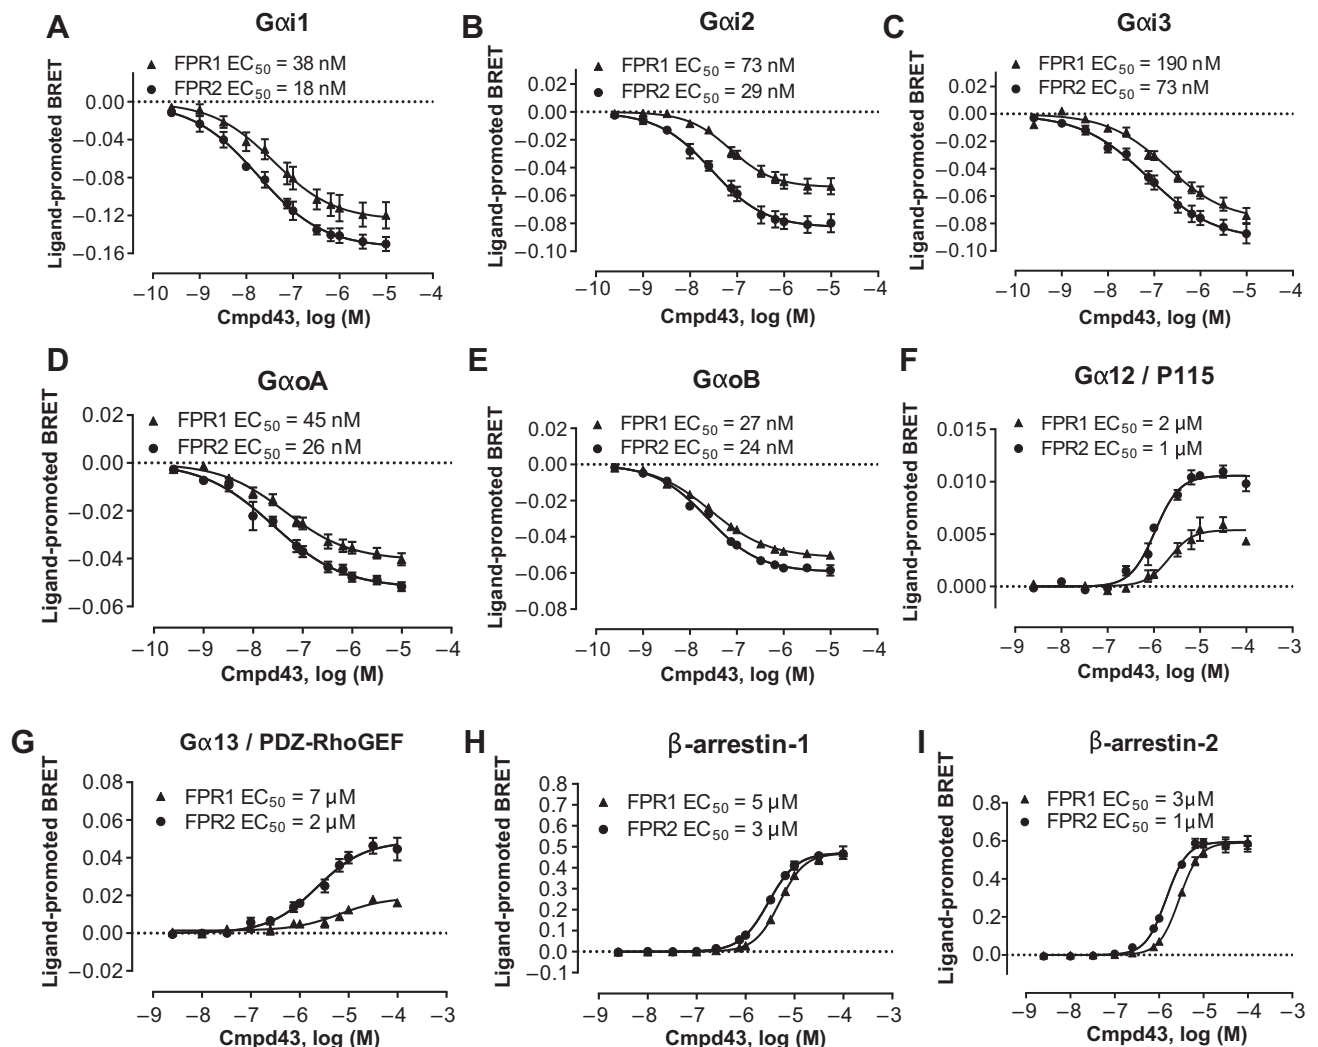 A
Gαi1
FPR1 EC50 = 38 nM
FPR2 EC50 = 18 nM
Ligand-promoted BRET
0.00
–0.04
–0.08
–0.12
–0.16
–10 –9 –8 –7 –6 –5 –4
Cmpd43, log (M)
B
Gαi2
FPR1 EC50 = 73 nM
FPR2 EC50 = 29 nM
Ligand-promoted BRET
0.02
0.00
–0.02
–0.04
–0.06
–0.08
–0.10
–10 –9 –8 –7 –6 –5 –4
Cmpd43, log (M)
C
Gαi3
FPR1 EC50 = 190 nM
FPR2 EC50 = 73 nM
Ligand-promoted BRET
0.02
0.00
–0.02
–0.04
–0.06
–0.08
–0.10
–10 –9 –8 –7 –6 –5 –4
Cmpd43, log (M)
D
GαoA
FPR1 EC50 = 45 nM
FPR2 EC50 = 26 nM
Ligand-promoted BRET
0.02
0.00
–0.02
–0.04
–0.06
–10 –9 –8 –7 –6 –5 –4
Cmpd43, log (M)
E
GαoB
FPR1 EC50 = 27 nM
FPR2 EC50 = 24 nM
Ligand-promoted BRET
0.02
0.00
–0.02
–0.04
–0.06
–0.08
–10 –9 –8 –7 –6 –5 –4
Cmpd43, log (M)
F
Gα12 / P115
FPR1 EC50 = 2 µM
FPR2 EC50 = 1 µM
Ligand-promoted BRET
0.015
0.010
0.005
0.000
–9 –8 –7 –6 –5 –4 –3
Cmpd43, log (M)
G
Gα13 / PDZ-RhoGEF
FPR1 EC50 = 7 µM
FPR2 EC50 = 2 µM
Ligand-promoted BRET
0.08
0.06
0.04
0.02
0.00
–0.02
–9 –8 –7 –6 –5 –4 –3
Cmpd43, log (M)
H
β-arrestin-1
FPR1 EC50 = 5 µM
FPR2 EC50 = 3 µM
Ligand-promoted BRET
0.8
0.7
0.6
0.5
0.4
0.3
0.2
0.1
0.0
–0.1
–9 –8 –7 –6 –5 –4 –3
Cmpd43, log (M)
I
β-arrestin-2
FPR1 EC50 = 3µM
FPR2 EC50 = 1µM
Ligand-promoted BRET
0.8
0.6
0.4
0.2
0.0
–9 –8 –7 –6 –5 –4 –3
Cmpd43, log (M)